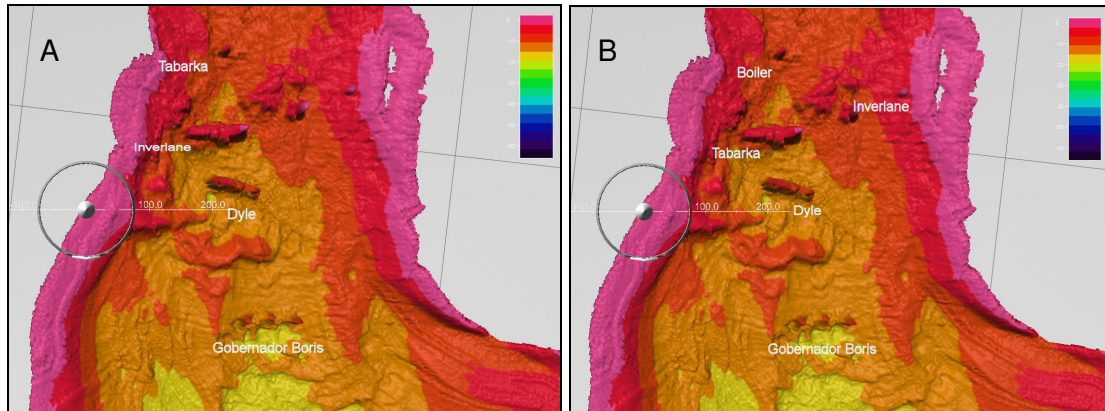 A
Tabarka
Inverlane
100.0
200.0
Dyle
Gobernador Boris
B
Boiler
Inverlane
Tabarka
100.0
200.0
Dyle
Gobernador Boris